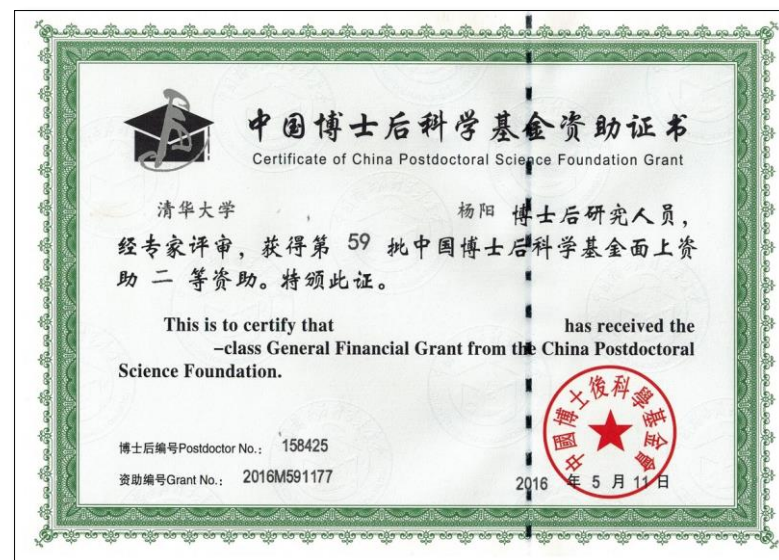 中国博士后科学基金资助证书
Certificate of China Postdoctoral Science Foundation Grant
清华大学 杨阳 博士后研究人员，
经专家评审，获得第 59 批中国博士后科学基金面上资
助 二 等资助。特颁此证。
This is to certify that has received the
–class General Financial Grant from the China Postdoctoral
Science Foundation.
中國博士後科學基金會
博士后编号Postdoctor No.： 158425
资助编号Grant No.： 2016M591177
2016 年 5 月 11 日